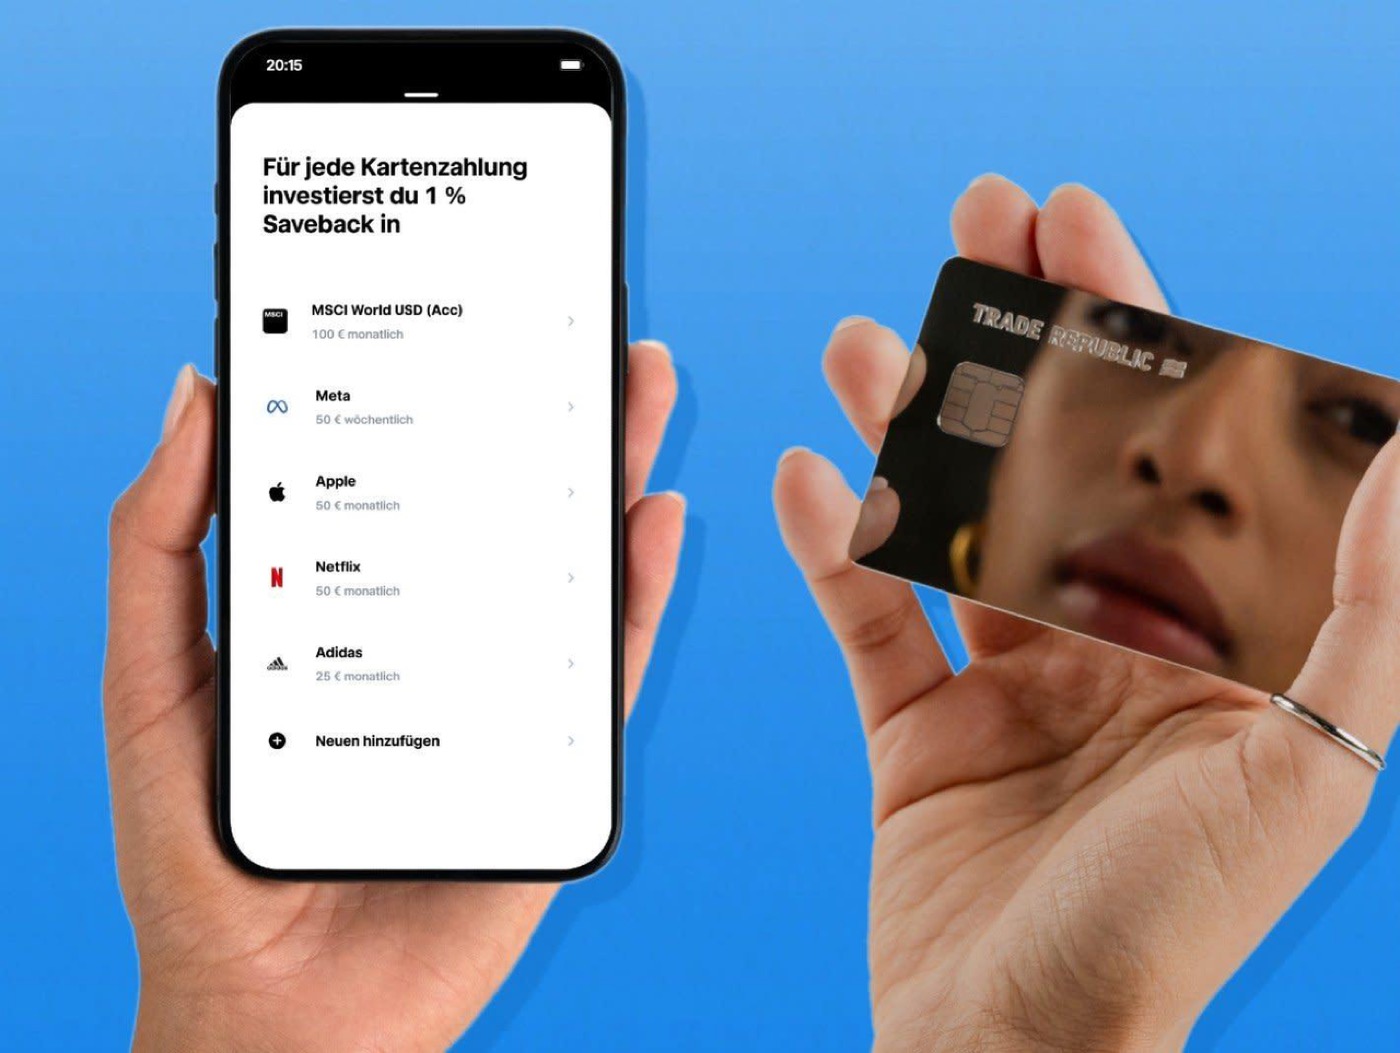 20:15
Für jede Kartenzahlung
investierst du 1 %
Saveback in
MSCI
MSCI World USD (Acc)
100 € monatlich
Meta
50 € wöchentlich
Apple
50 € monatlich
N
Netflix
50 € monatlich
adidas
Adidas
25 € monatlich
Neuen hinzufügen
TRADE REPUBLIC